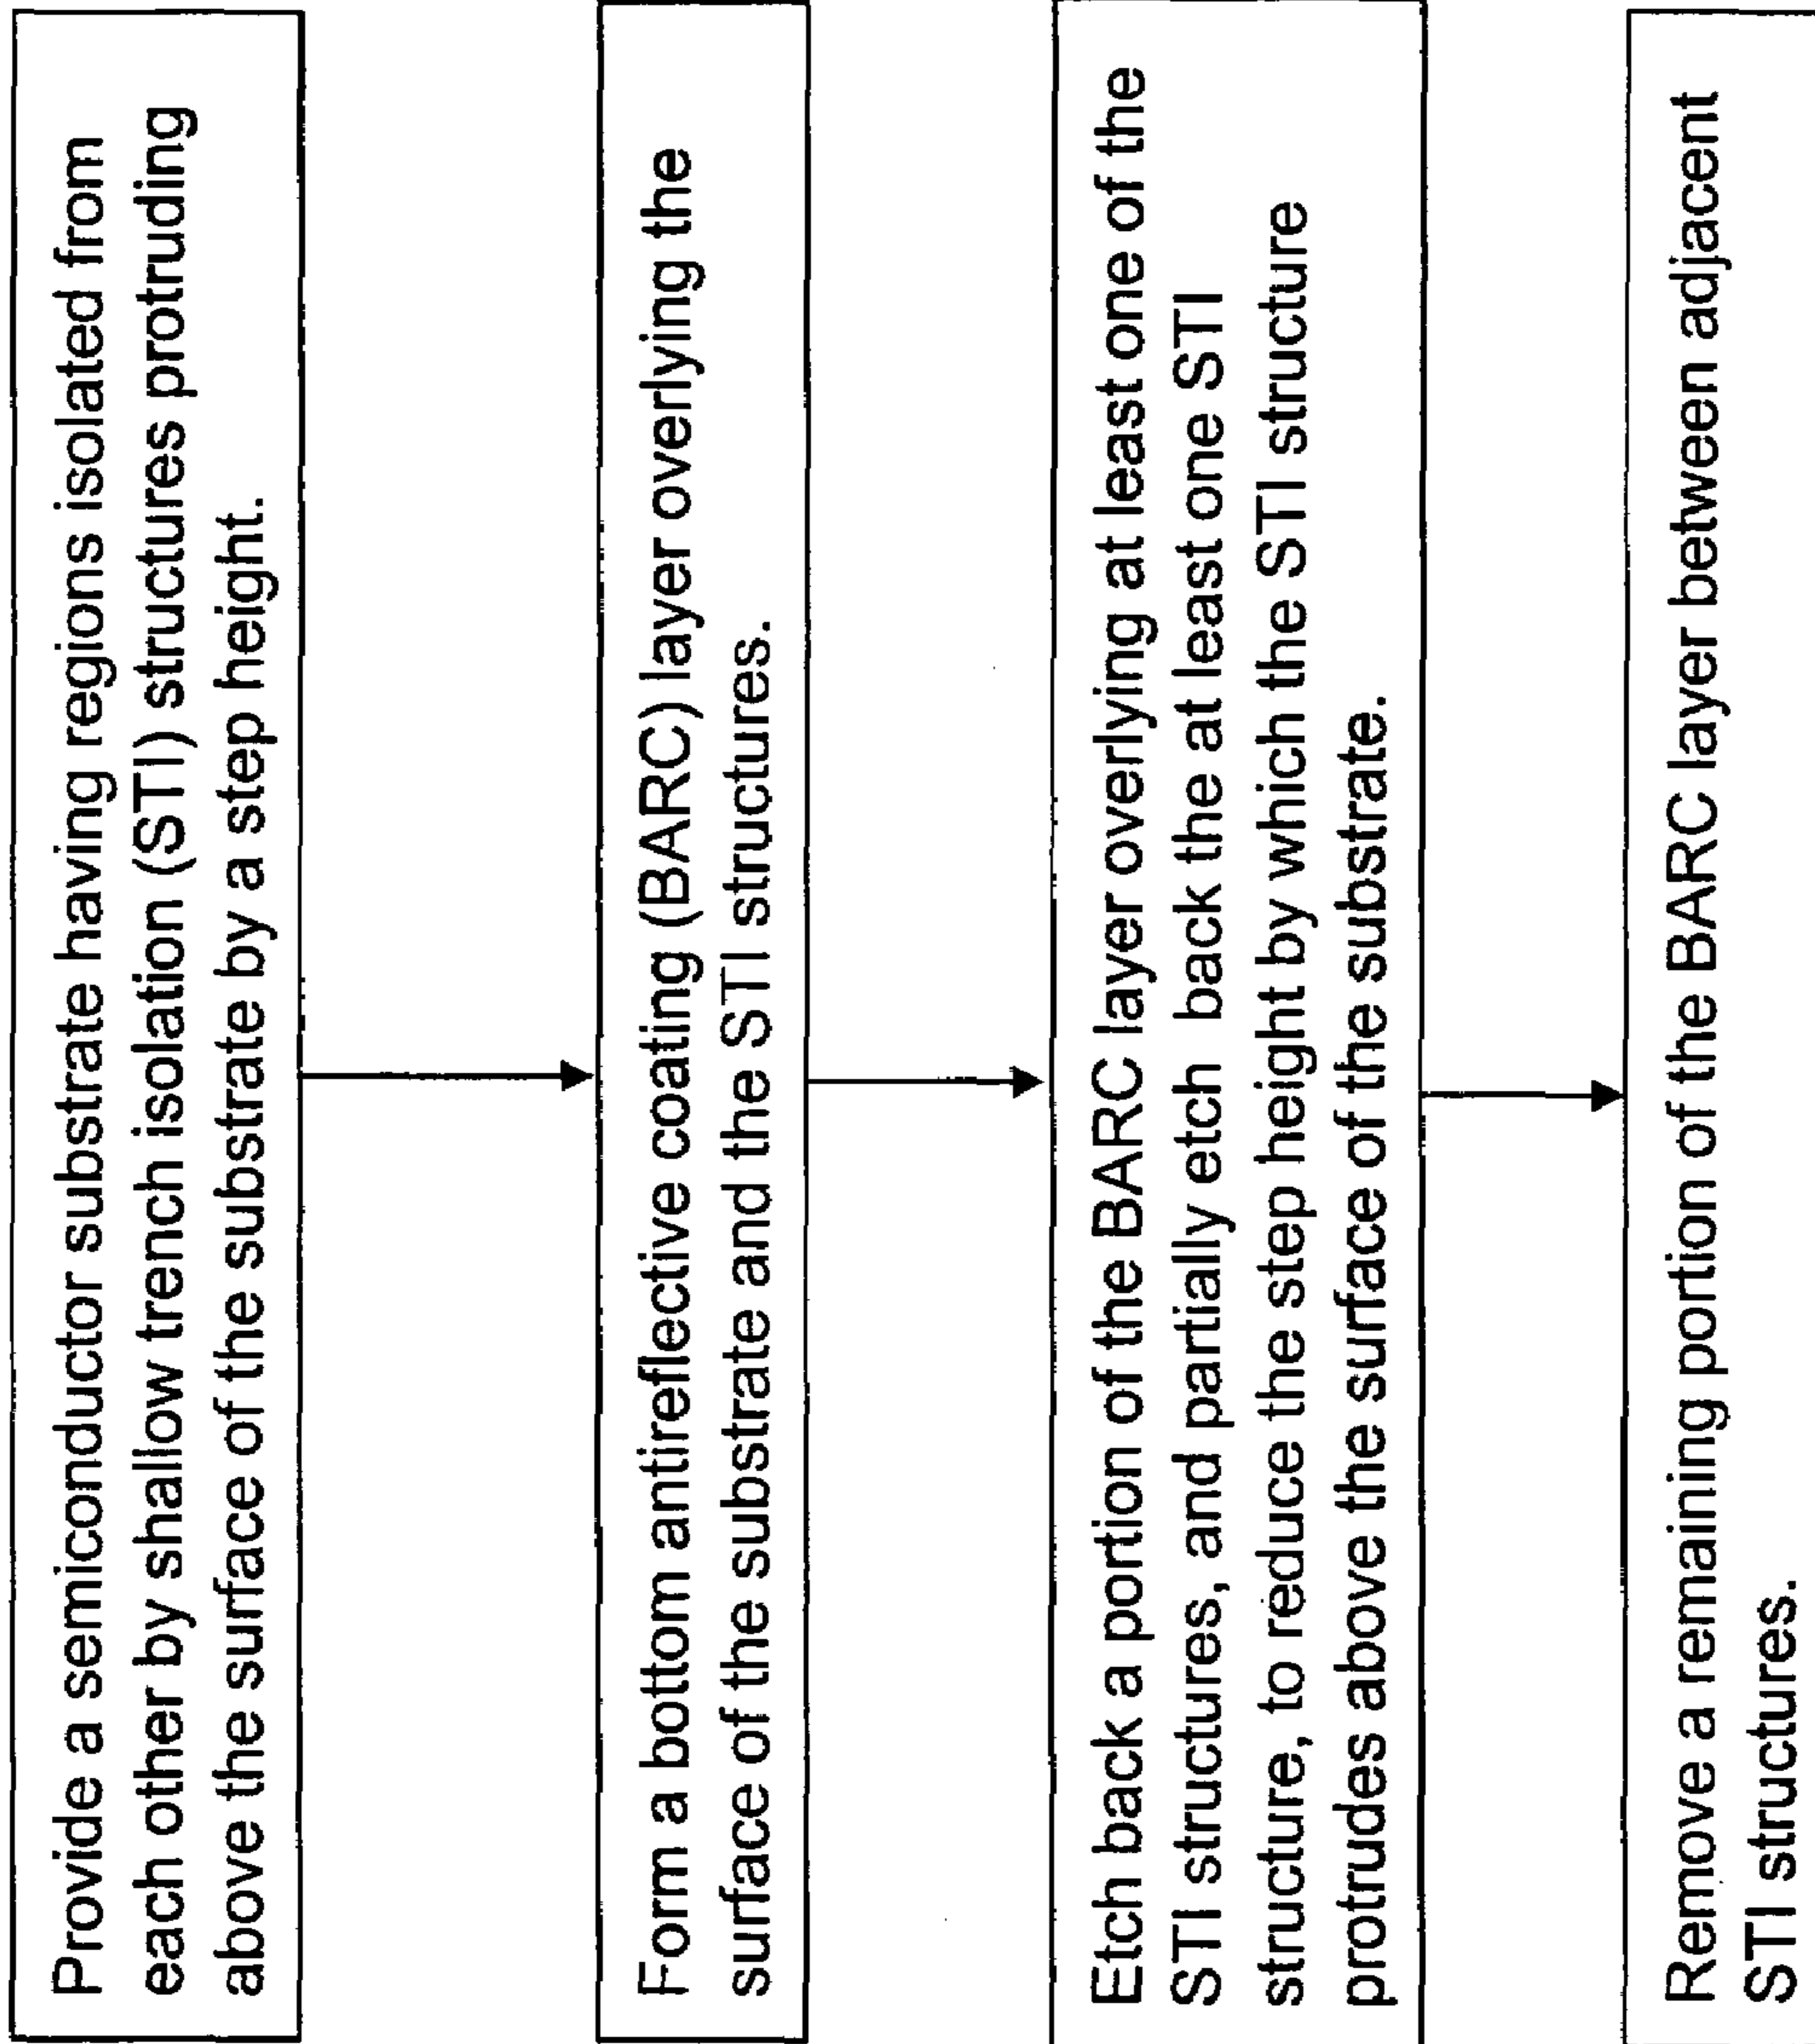 Provide a semiconductor substrate having regions isolated from
each other by shallow trench isolation (STI) structures protruding
above the surface of the substrate by a step height.
Form a bottom antireflective coating (BARC) layer overlying the
surface of the substrate and the STI structures.
Etch back a portion of the BARC layer overlying at least one of the
STI structures, and partially etch back the at least one STI
structure, to reduce the step height by which the STI structure
protrudes above the surface of the substrate.
Remove a remaining portion of the BARC layer between adjacent
STI structures.